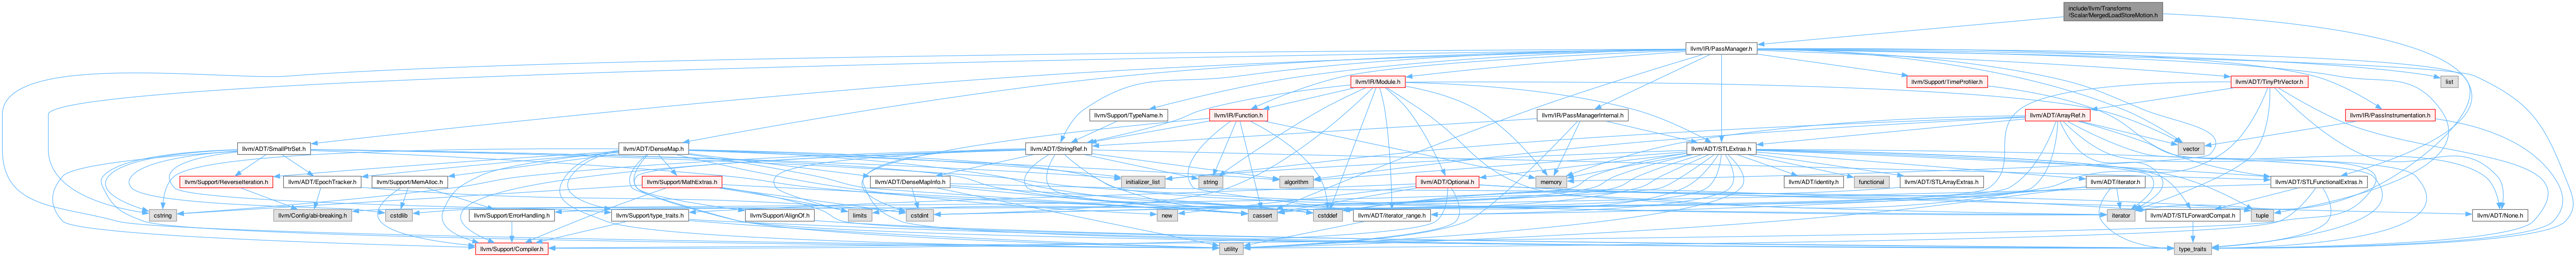 include/llvm/Transforms
/Scalar/MergedLoadStoreMotion.h
llvm/IR/PassManager.h
llvm/IR/Module.h
llvm/Support/TimeProfiler.h
llvm/ADT/TinyPtrVector.h
list
llvm/Support/TypeName.h
llvm/IR/Function.h
llvm/IR/PassManagerInternal.h
llvm/ADT/ArrayRef.h
llvm/IR/PassInstrumentation.h
llvm/ADT/SmallPtrSet.h
llvm/ADT/DenseMap.h
llvm/ADT/StringRef.h
llvm/ADT/STLExtras.h
vector
llvm/Support/ReverseIteration.h
llvm/ADT/EpochTracker.h
llvm/Support/MemAlloc.h
llvm/Support/MathExtras.h
llvm/ADT/DenseMapInfo.h
initializer_list
string
algorithm
llvm/ADT/Optional.h
memory
llvm/ADT/identity.h
functional
llvm/ADT/STLArrayExtras.h
llvm/ADT/iterator.h
llvm/ADT/STLFunctionalExtras.h
cstring
llvm/Config/abi-breaking.h
cstdlib
llvm/Support/ErrorHandling.h
llvm/Support/type_traits.h
llvm/Support/AlignOf.h
limits
cstdint
new
cassert
cstddef
llvm/ADT/iterator_range.h
iterator
llvm/ADT/STLForwardCompat.h
tuple
llvm/ADT/None.h
llvm/Support/Compiler.h
utility
type_traits